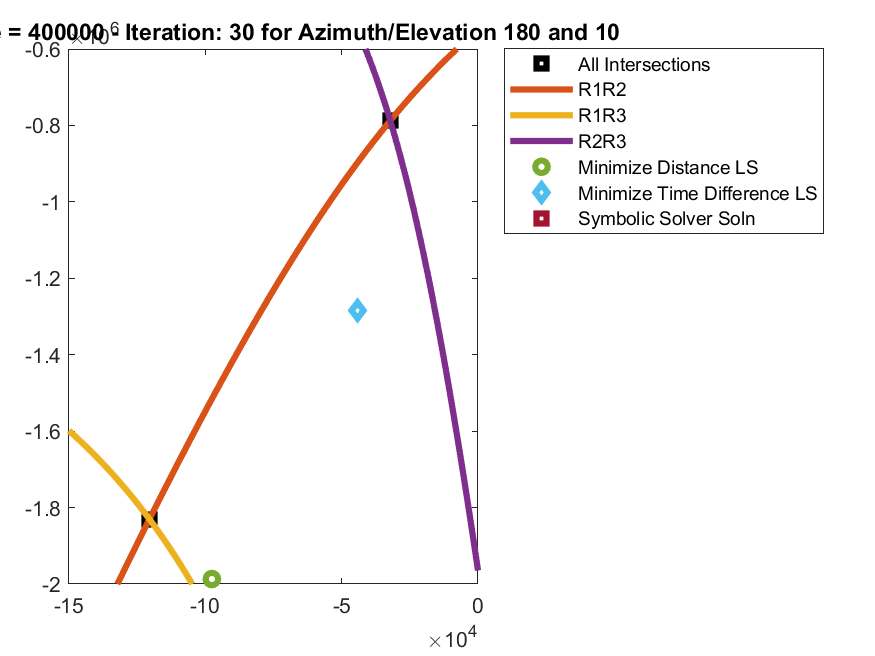 = 400000 - Iteration: 30 for Azimuth/Elevation 180 and 10
×10^6
-0.6
-0.8
-1
-1.2
-1.4
-1.6
-1.8
-2
-15
-10
-5
0
×10^4
All Intersections
R1R2
R1R3
R2R3
Minimize Distance LS
Minimize Time Difference LS
Symbolic Solver Soln